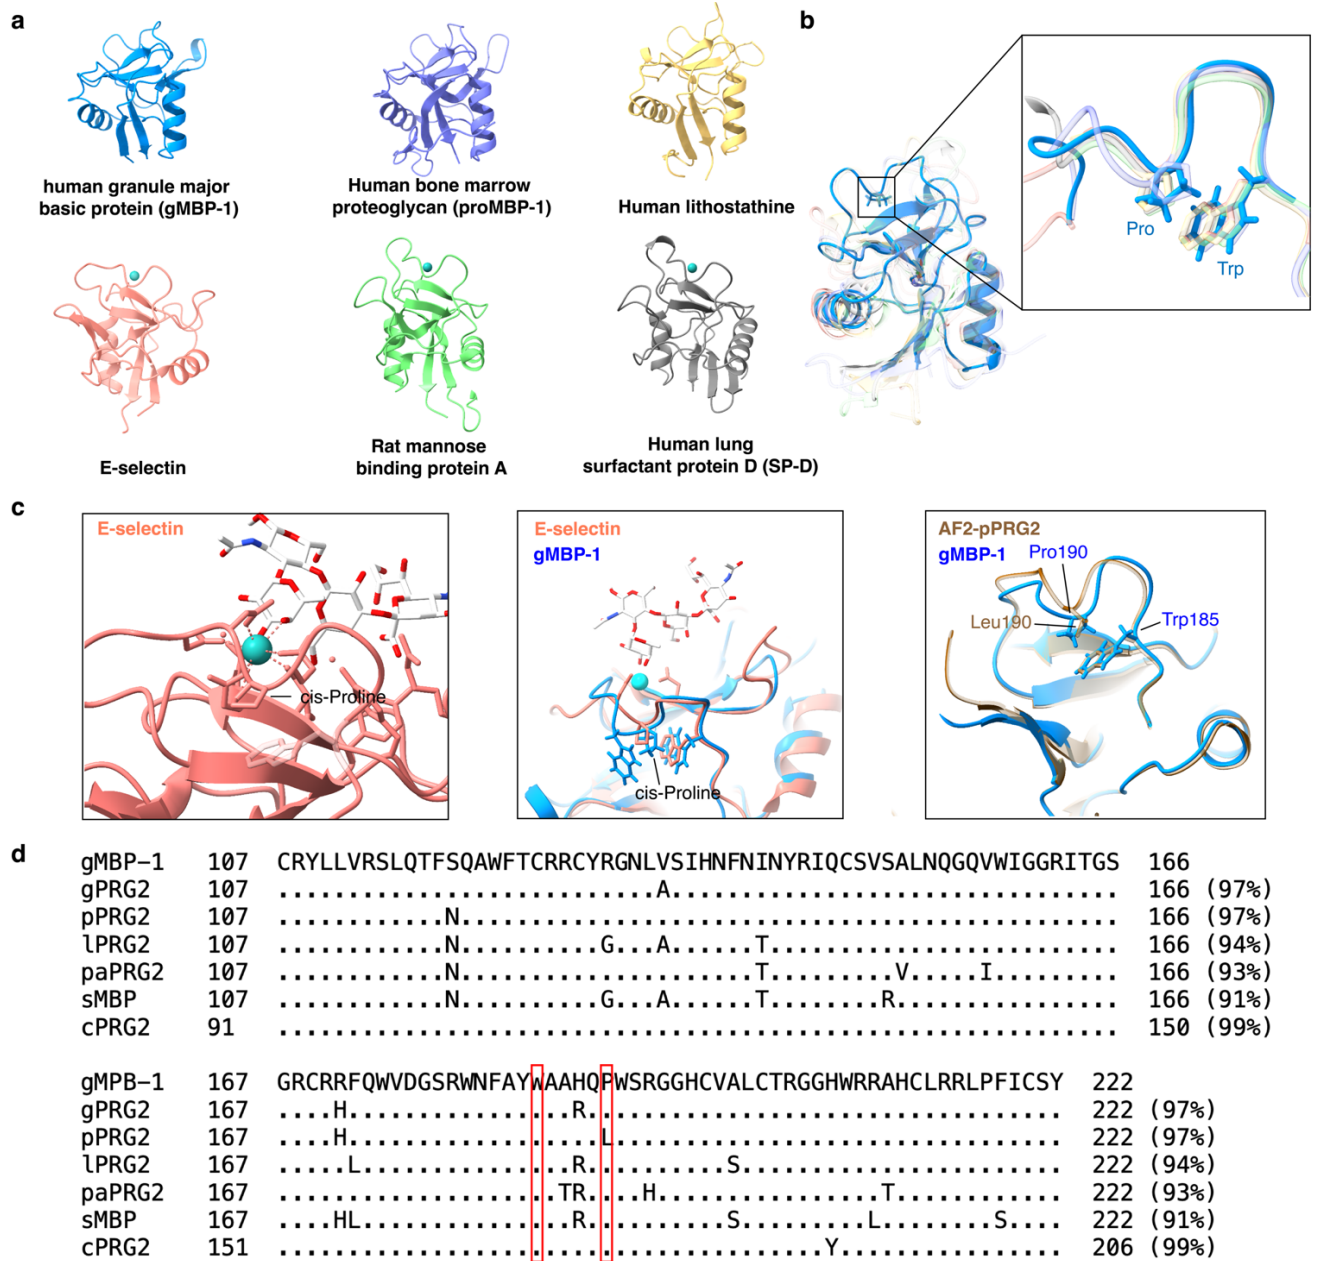 a
human granule major
basic protein (gMBP-1)
Human bone marrow
proteoglycan (proMBP-1)
Human lithostathine
E-selectin
Rat mannose
binding protein A
Human lung
surfactant protein D (SP-D)
b
Pro
Trp
c
E-selectin
cis-Proline
E-selectin
gMBP-1
cis-Proline
AF2-pPRG2
gMBP-1
Pro190
Leu190
Trp185
d
gMBP-1 107 CRYLLVRSLQTFSQAWFTCRRCYRGNLVSIHNFNINYRIQCSVSALNQGQVWIGGRITGS 166
gPRG2 107 ...........................A................................ 166 (97%)
pPRG2 107 ............N............................................... 166 (97%)
lPRG2 107 ............N..........G...A......T......................... 166 (94%)
paPRG2 107 ............N.....................T.........V.....I......... 166 (93%)
sMBP 107 ............N..........G...A......T........R................ 166 (91%)
cPRG2 91 ............................................................ 150 (99%)
gMPB-1 167 GRCRRFQWVDGSRWNFAYWAAHQPWSRGGHCVALCTRGGHWRRAHCLRRLPFICSY 222
gPRG2 167 ....H................R.................................. 222 (97%)
pPRG2 167 ....H..................L................................ 222 (97%)
lPRG2 167 .....L...............R..........S....................... 222 (94%)
paPRG2 167 ....................TR....H................T............ 222 (93%)
sMBP 167 ....HL...............R..........S.........L........S.... 222 (91%)
cPRG2 151 .......................................Y................ 206 (99%)